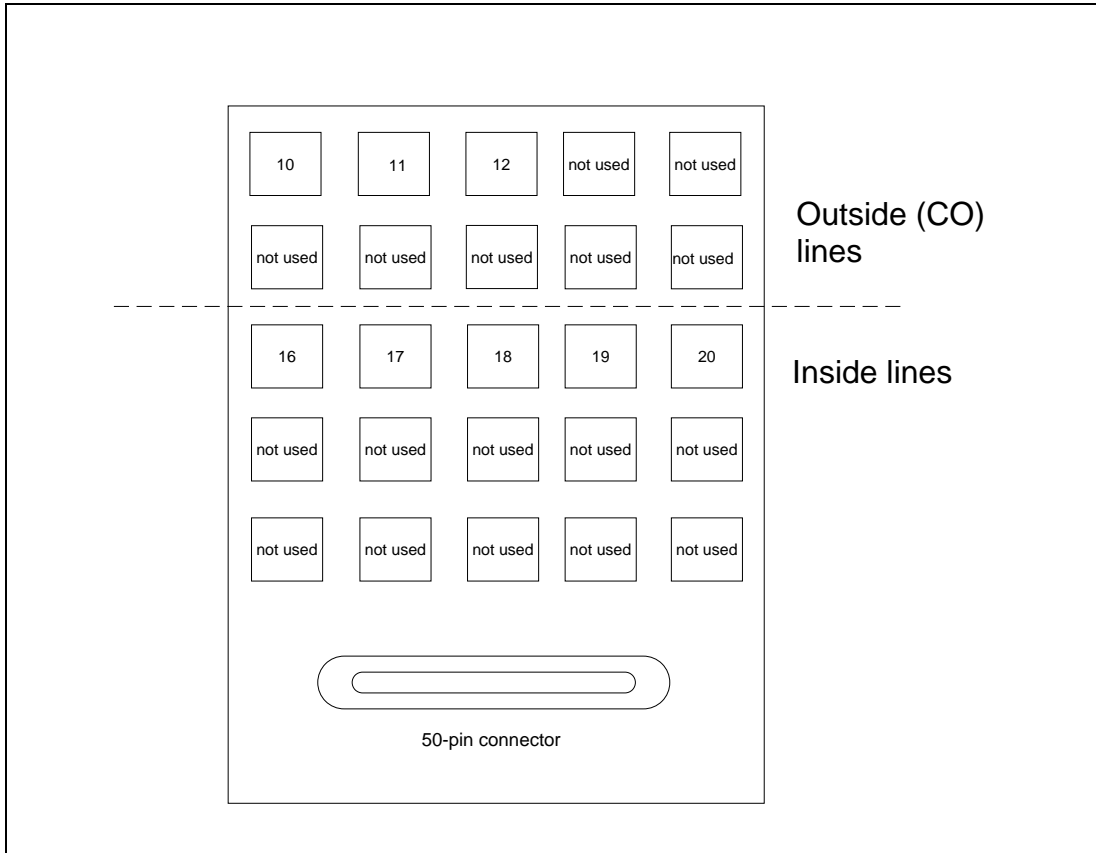 10 11 12 not used not used
Outside (CO)
lines
not used not used not used not used not used
16 17 18 19 20
Inside lines
not used not used not used not used not used
not used not used not used not used not used
50-pin connector